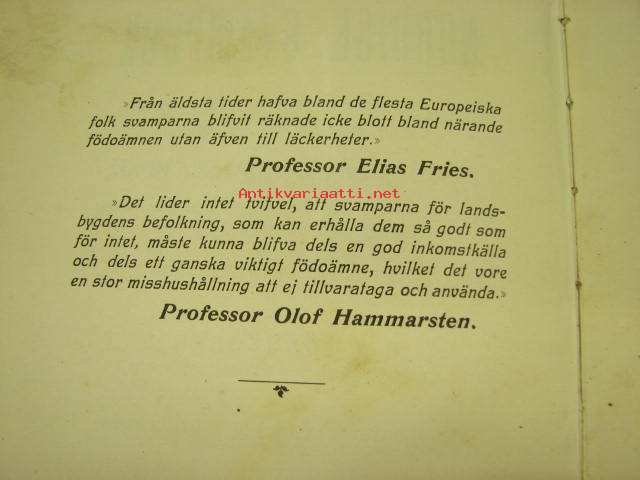 »Från äldsta tider hafva bland de flesta Europeiska
folk svamparna blifvit räknade icke blott bland närande
födoämnen utan äfven till läckerheter.»
Professor Elias Fries.
Antikvariaatti.net
»Det lider intet tvifvel, att svamparna för lands-
bygdens befolkning, som kan erhålla dem så godt som
för intet, måste kunna blifva dels en god inkomstkälla
och dels ett ganska viktigt födoämne, hvilket det vore
en stor misshushållning att ej tillvarataga och använda.»
Professor Olof Hammarsten.